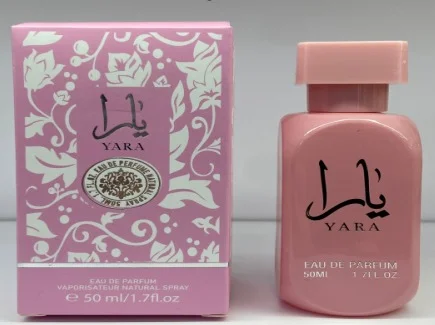 يارا
YARA
EAU DE PARFUM
VAPORISATEUR NATURAL SPRAY
e 50 ml/1.7fl.oz
يارا
YARA
EAU DE PARFUM
50ML 1.7FL.OZ.